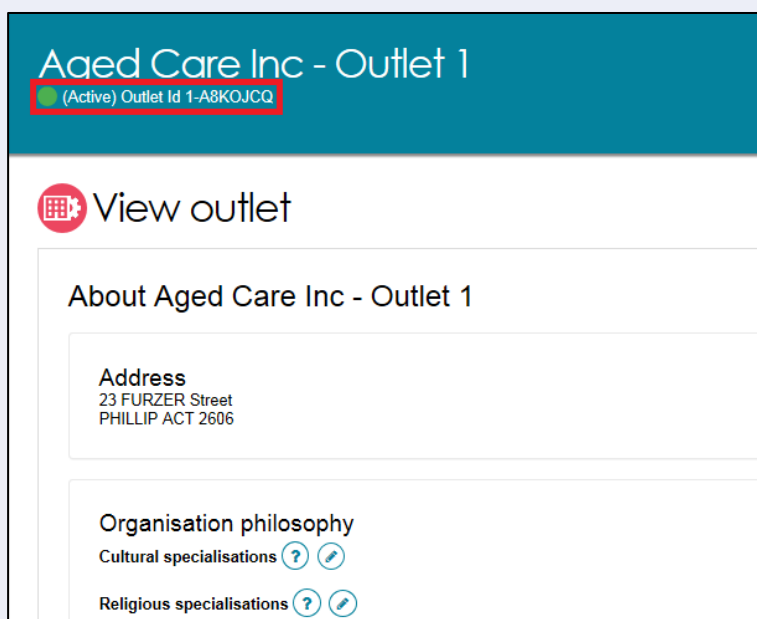 Aged Care Inc - Outlet 1
(Active) Outlet Id 1-A8KOJCQ
View outlet
About Aged Care Inc - Outlet 1
Address
23 FURZER Street
PHILLIP ACT 2606
Organisation philosophy
Cultural specialisations ?
Religious specialisations ?